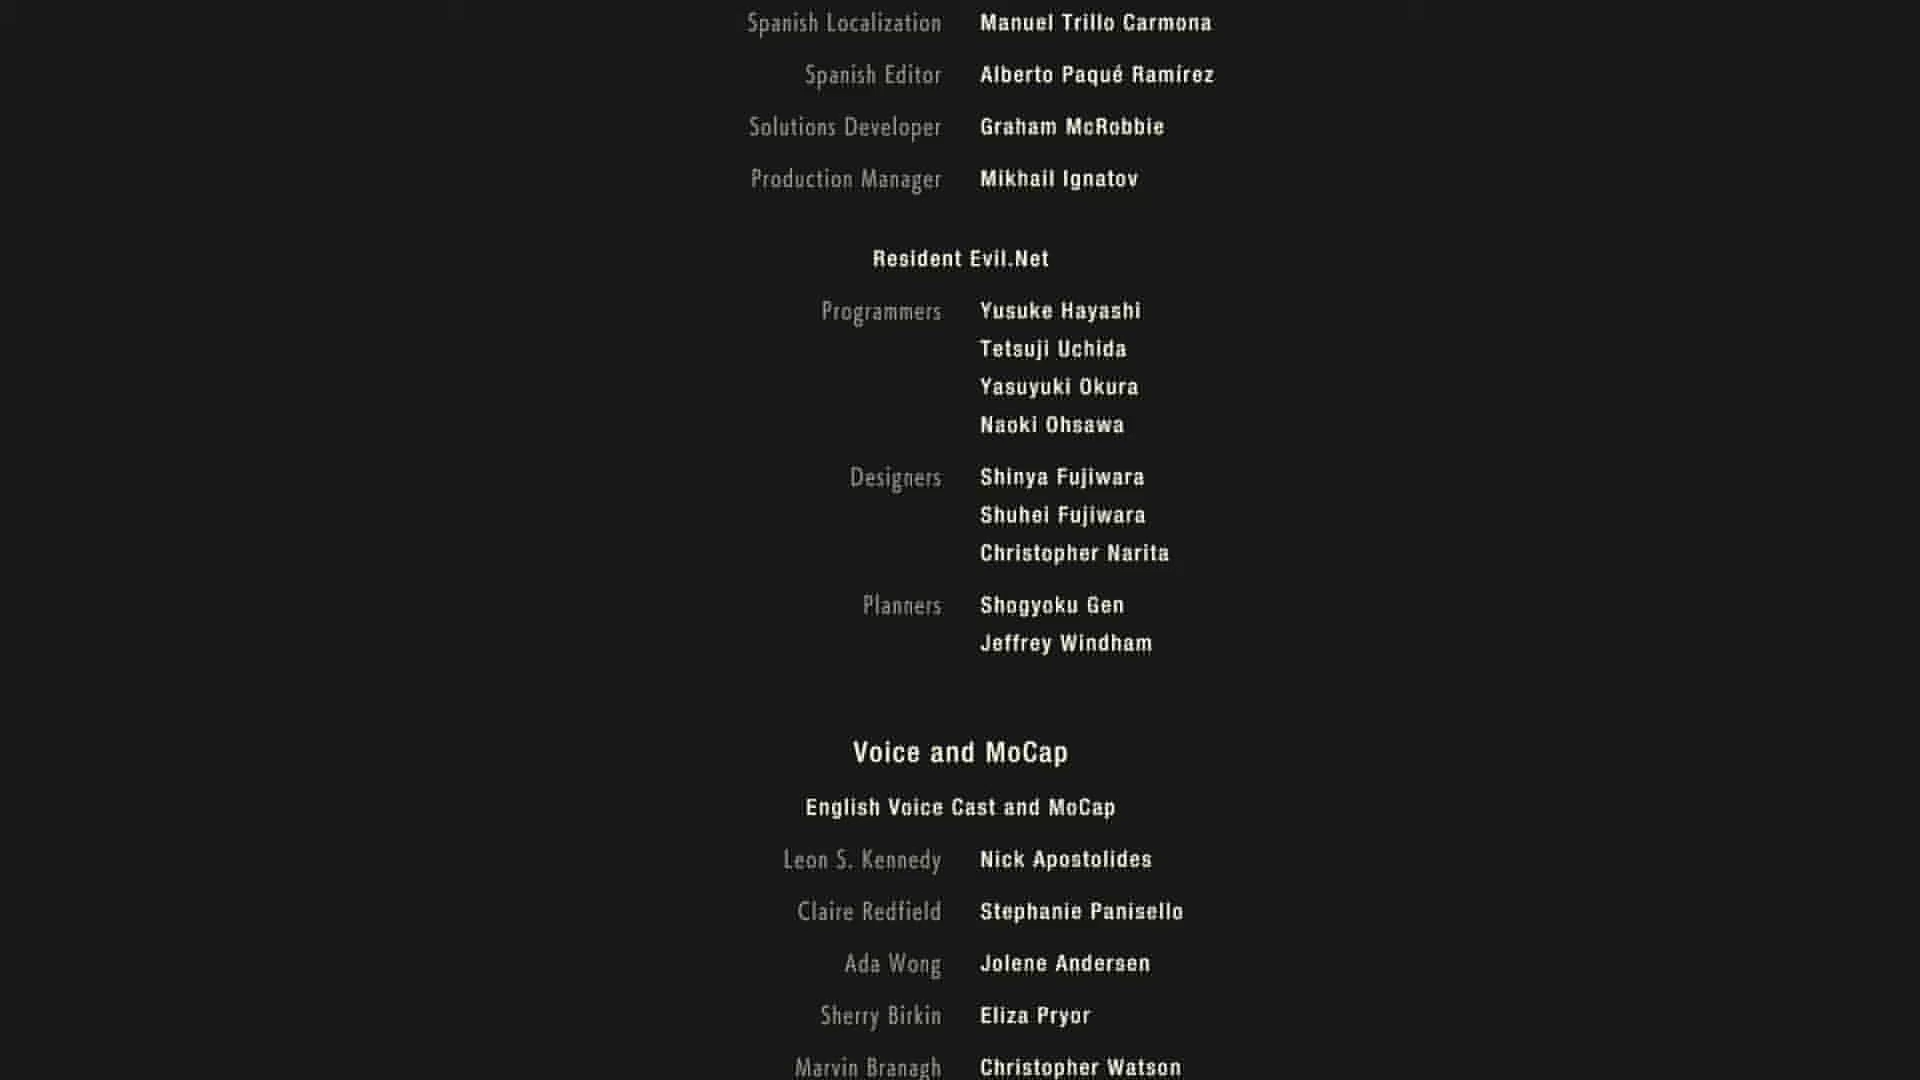 Spanish Localization Manuel Trillo Carmona
Spanish Editor Alberto Paqué Ramírez
Solutions Developer Graham McRobbie
Production Manager Mikhail Ignatov
Resident Evil.Net
Programmers Yusuke Hayashi
Tetsuji Uchida
Yasuyuki Okura
Naoki Ohsawa
Designers Shinya Fujiwara
Shuhei Fujiwara
Christopher Narita
Planners Shogyoku Gen
Jeffrey Windham
Voice and MoCap
English Voice Cast and MoCap
Leon S. Kennedy Nick Apostolides
Claire Redfield Stephanie Panisello
Ada Wong Jolene Andersen
Sherry Birkin Eliza Pryor
Marvin Branagh Christopher Watson